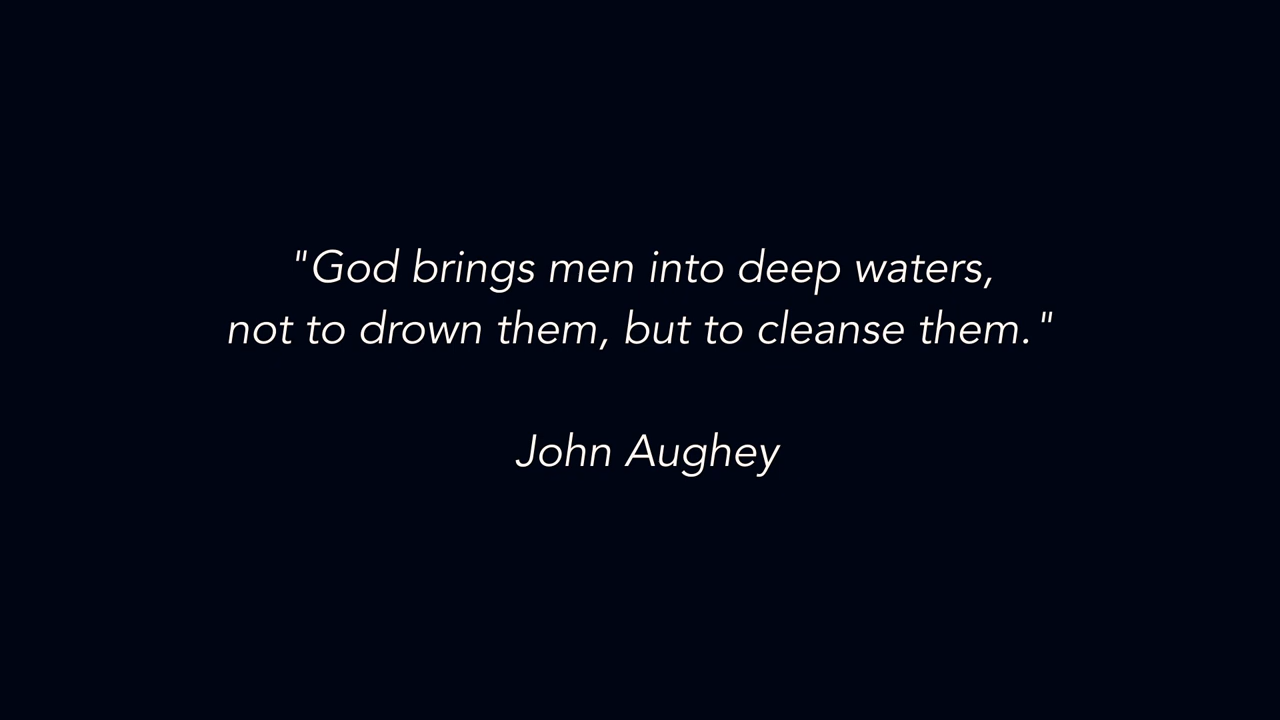 "God brings men into deep waters,
not to drown them, but to cleanse them."
John Aughey